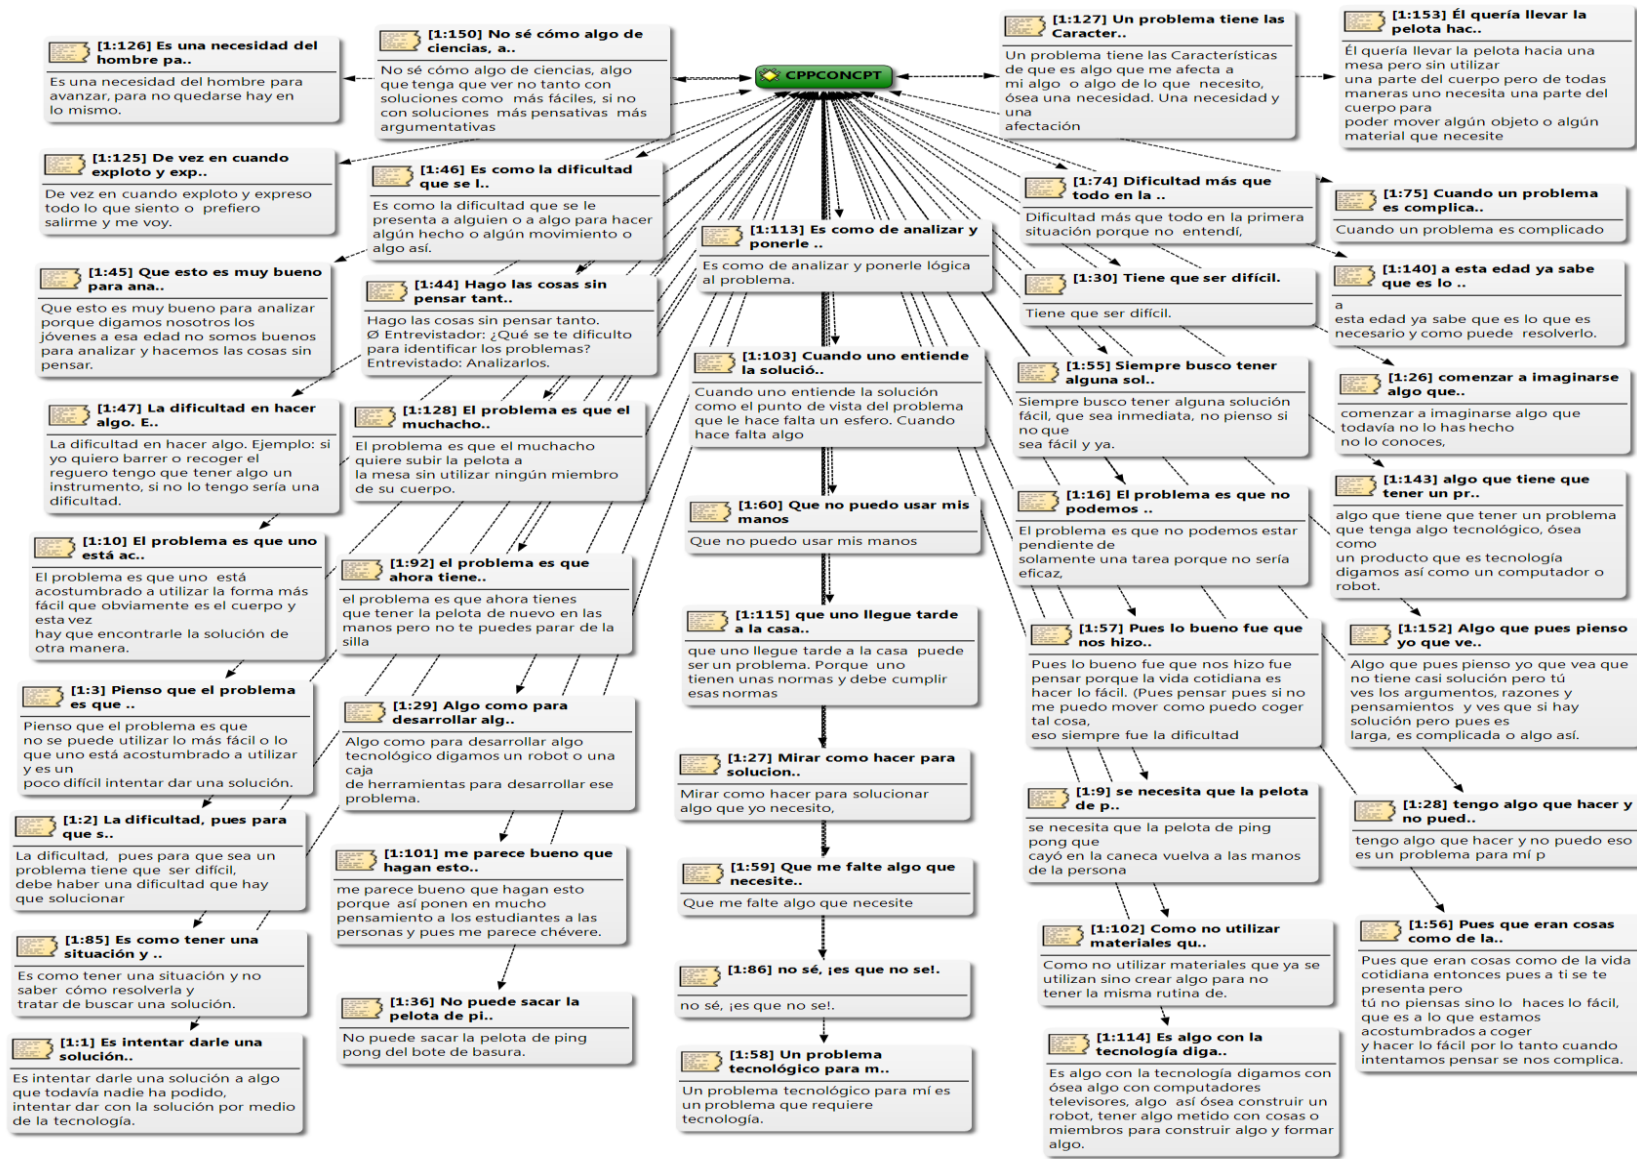 CPPCONCPT
[1:126] Es una necesidad del
hombre pa..
Es una necesidad del hombre para
avanzar, para no quedarse hay en
lo mismo.
[1:150] No sé cómo algo de
ciencias, a..
No sé cómo algo de ciencias, algo
que tenga que ver no tanto con
soluciones como  más fáciles, si no
con soluciones  más pensativas  más
argumentativas
[1:127] Un problema tiene las
Caracter..
Un problema tiene las Características
de que es algo que me afecta a
mi algo  o algo de lo que  necesito,
ósea una necesidad. Una necesidad y
una
afectación
[1:153] Él quería llevar la
pelota hac..
Él quería llevar la pelota hacia una
mesa pero sin utilizar
una parte del cuerpo pero de todas
maneras uno necesita una parte del
cuerpo para
poder mover algún objeto o algún
material que necesite
[1:125] De vez en cuando
exploto y exp..
De vez en cuando exploto y expreso
todo lo que siento o  prefiero
salirme y me voy.
[1:46] Es como la dificultad
que se l..
Es como la dificultad que se le
presenta a alguien o a algo para hacer
algún hecho o algún movimiento o
algo así.
[1:113] Es como de analizar y
ponerle ..
Es como de analizar y ponerle lógica
al problema.
[1:74] Dificultad más que
todo en la ..
Dificultad más que todo en la primera
situación porque no  entendí,
[1:75] Cuando un problema
es complica..
Cuando un problema es complicado
[1:45] Que esto es muy bueno
para ana..
Que esto es muy bueno para analizar
porque digamos nosotros los
jóvenes a esa edad no somos buenos
para analizar y hacemos las cosas sin
pensar.
[1:44] Hago las cosas sin
pensar tant..
Hago las cosas sin pensar tanto.
Ø Entrevistador: ¿Qué se te dificulto
para identificar los problemas?
Entrevistado: Analizarlos.
[1:30] Tiene que ser difícil.
Tiene que ser difícil.
[1:140] a esta edad ya sabe
que es lo ..
a
esta edad ya sabe que es lo que es
necesario y como puede  resolverlo.
[1:103] Cuando uno entiende
la solució..
Cuando uno entiende la solución
como el punto de vista del problema
que le hace falta un esfero. Cuando
hace falta algo
[1:55] Siempre busco tener
alguna sol..
Siempre busco tener alguna solución
fácil, que sea inmediata, no pienso si
no que
sea fácil y ya.
[1:26] comenzar a imaginarse
algo que..
comenzar a imaginarse algo que
todavía no lo has hecho
no lo conoces,
[1:47] La dificultad en hacer
algo. E..
La dificultad en hacer algo. Ejemplo: si
yo quiero barrer o recoger el
reguero tengo que tener algo un
instrumento, si no lo tengo sería una
dificultad.
[1:128] El problema es que el
muchacho..
El problema es que el muchacho
quiere subir la pelota a
la mesa sin utilizar ningún miembro
de su cuerpo.
[1:60] Que no puedo usar mis
manos
Que no puedo usar mis manos
[1:16] El problema es que no
podemos ..
El problema es que no podemos estar
pendiente de
solamente una tarea porque no sería
eficaz,
[1:143] algo que tiene que
tener un pr..
algo que tiene que tener un problema
que tenga algo tecnológico, ósea
como
un producto que es tecnología
digamos así como un computador o
robot.
[1:10] El problema es que uno
está ac..
El problema es que uno  está
acostumbrado a utilizar la forma más
fácil que obviamente es el cuerpo y
esta vez
hay que encontrarle la solución de
otra manera.
[1:92] el problema es que
ahora tiene..
el problema es que ahora tienes
que tener la pelota de nuevo en las
manos pero no te puedes parar de la
silla
[1:115] que uno llegue tarde
a la casa..
que uno llegue tarde a la casa  puede
ser un problema. Porque  uno
tienen unas normas y debe cumplir
esas normas
[1:57] Pues lo bueno fue que
nos hizo..
Pues lo bueno fue que nos hizo fue
pensar porque la vida cotidiana es
hacer lo fácil. (Pues pensar pues si no
me puedo mover como puedo coger
tal cosa,
eso siempre fue la dificultad
[1:152] Algo que pues pienso
yo que ve..
Algo que pues pienso yo que vea que
no tiene casi solución pero tú
ves los argumentos, razones y
pensamientos  y ves que si hay
solución pero pues es
larga, es complicada o algo así.
[1:3] Pienso que el problema
es que ..
Pienso que el problema es que
no se puede utilizar lo más fácil o lo
que uno está acostumbrado a utilizar
y es un
poco difícil intentar dar una solución.
[1:29] Algo como para
desarrollar alg..
Algo como para desarrollar algo
tecnológico digamos un robot o una
caja
de herramientas para desarrollar ese
problema.
[1:27] Mirar como hacer para
solucion..
Mirar como hacer para solucionar
algo que yo necesito,
[1:9] se necesita que la pelota
de p..
se necesita que la pelota de ping
pong que
cayó en la caneca vuelva a las manos
de la persona
[1:28] tengo algo que hacer y
no pued..
tengo algo que hacer y no puedo eso
es un problema para mí p
[1:2] La dificultad, pues para
que s..
La dificultad,  pues para que sea un
problema tiene que  ser difícil,
debe haber una dificultad que hay
que solucionar
[1:101] me parece bueno que
hagan esto..
me parece bueno que hagan esto
porque  así ponen en mucho
pensamiento a los estudiantes a las
personas y pues me parece chévere.
[1:59] Que me falte algo que
necesite..
Que me falte algo que necesite
[1:102] Como no utilizar
materiales qu..
Como no utilizar materiales que ya se
utilizan sino crear algo para no
tener la misma rutina de.
[1:56] Pues que eran cosas
como de la..
Pues que eran cosas como de la vida
cotidiana entonces pues a ti se te
presenta pero
tú no piensas sino lo  haces lo fácil,
que es a lo que estamos
acostumbrados a coger
y hacer lo fácil por lo tanto cuando
intentamos pensar se nos complica.
[1:85] Es como tener una
situación y ..
Es como tener una situación y no
saber  cómo resolverla y
tratar de buscar una solución.
[1:36] No puede sacar la
pelota de pi..
No puede sacar la pelota de ping
pong del bote de basura.
[1:86] no sé, ¡es que no se!.
no sé, ¡es que no se!.
[1:1] Es intentar darle una
solución..
Es intentar darle una solución a algo
que todavía nadie ha podido,
intentar dar con la solución por medio
de la tecnología.
[1:58] Un problema
tecnológico para m..
Un problema tecnológico para mí es
un problema que requiere
tecnología.
[1:114] Es algo con la
tecnología diga..
Es algo con la tecnología digamos con
ósea algo con computadores
televisores, algo  así ósea construir un
robot, tener algo metido con cosas o
miembros para construir algo y formar
algo.